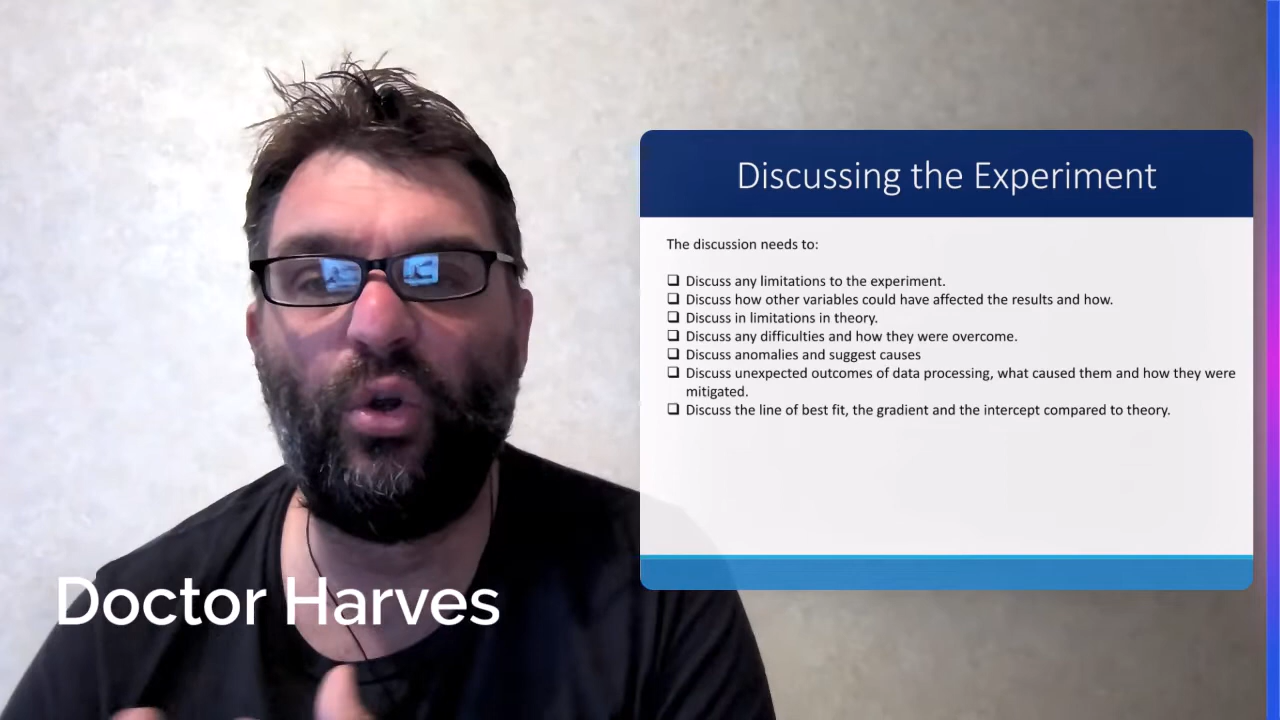 Discussing the Experiment
The discussion needs to:
❑ Discuss any limitations to the experiment.
❑ Discuss how other variables could have affected the results and how.
❑ Discuss in limitations in theory.
❑ Discuss any difficulties and how they were overcome.
❑ Discuss anomalies and suggest causes
❑ Discuss unexpected outcomes of data processing, what caused them and how they were
mitigated.
❑ Discuss the line of best fit, the gradient and the intercept compared to theory.
Doctor Harves